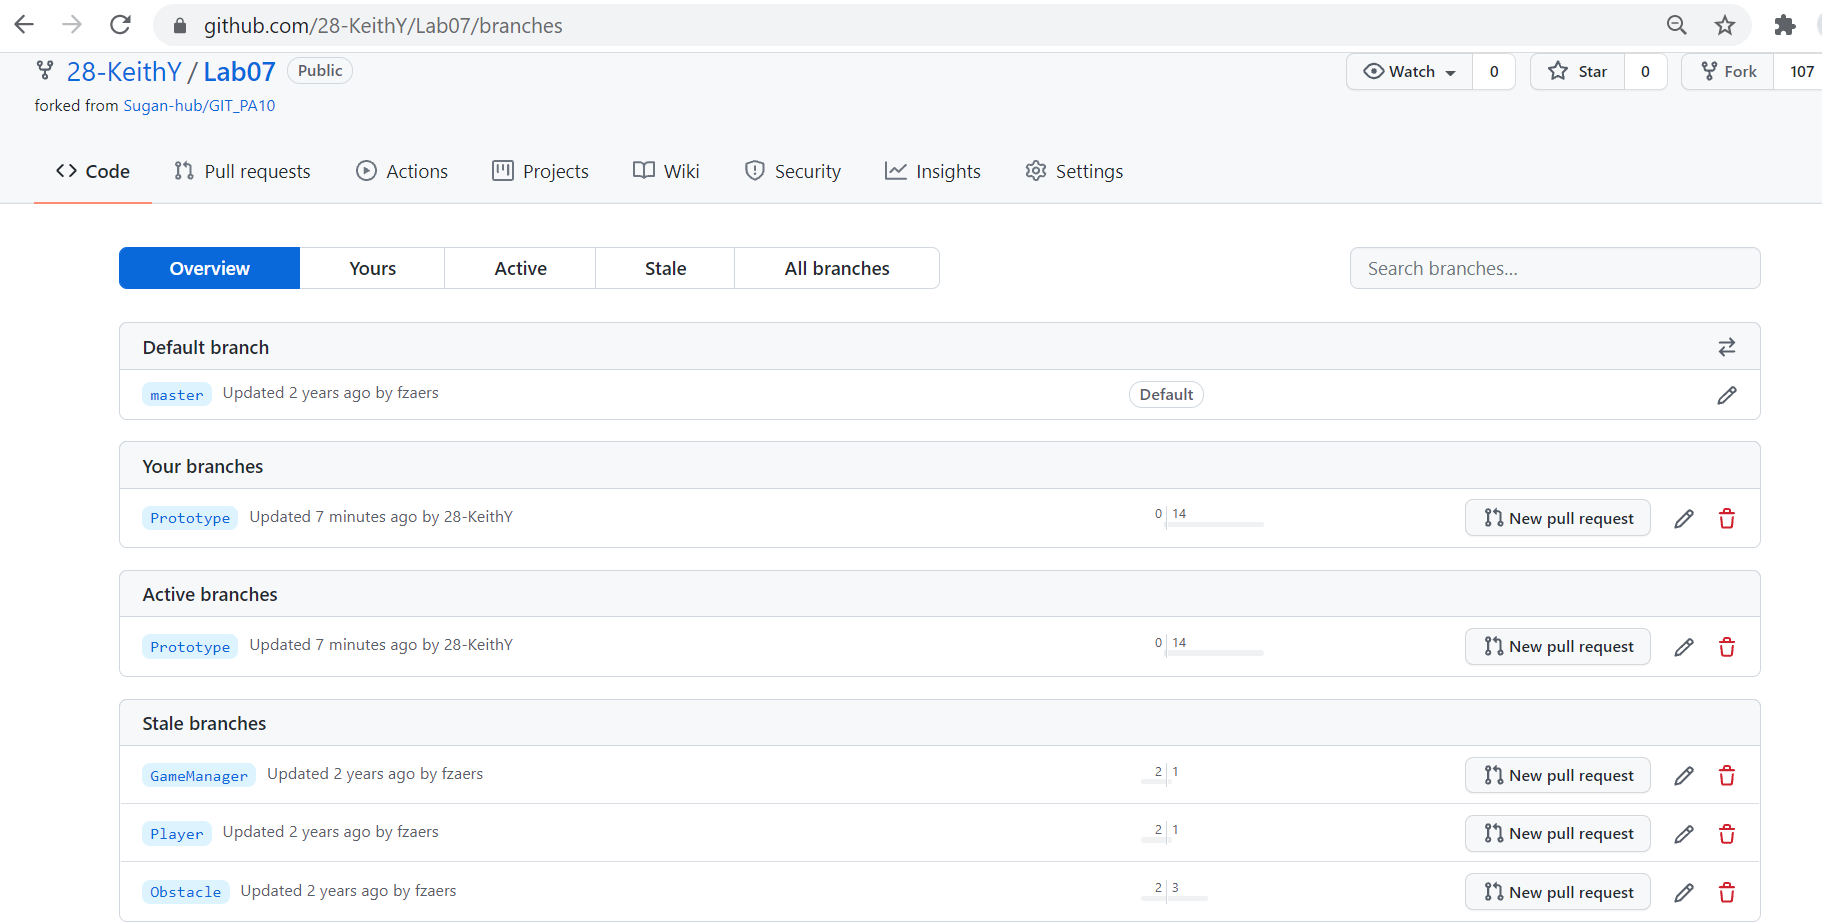 github.com/28-KeithY/Lab07/branches
28-KeithY / Lab07 Public Watch 0 Star 0 Fork 107
forked from Sugan-hub/GIT_PA10
Code Pull requests Actions Projects Wiki Security Insights Settings
Overview Yours Active Stale All branches Search branches...
Default branch
master Updated 2 years ago by fzaers Default
Your branches
Prototype Updated 7 minutes ago by 28-KeithY 0 14 New pull request
Active branches
Prototype Updated 7 minutes ago by 28-KeithY 0 14 New pull request
Stale branches
GameManager Updated 2 years ago by fzaers 2 1 New pull request
Player Updated 2 years ago by fzaers 2 1 New pull request
Obstacle Updated 2 years ago by fzaers 2 3 New pull request